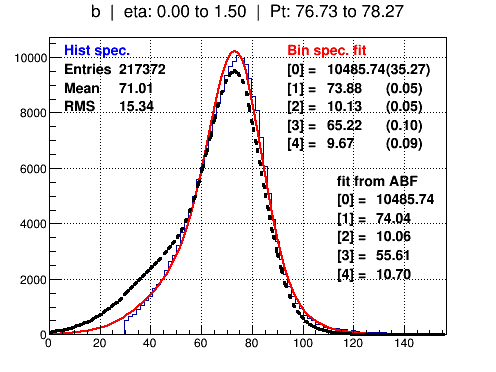 b | eta: 0.00 to 1.50 | Pt: 76.73 to 78.27
Hist spec.
Entries 217372
Mean 71.01
RMS 15.34
Bin spec. fit
[0] = 10485.74(35.27)
[1] = 73.88 (0.05)
[2] = 10.13 (0.05)
[3] = 65.22 (0.10)
[4] = 9.67 (0.09)
fit from ABF
[0] = 10485.74
[1] = 74.04
[2] = 10.06
[3] = 55.61
[4] = 10.70
10000
8000
6000
4000
2000
0
0 20 40 60 80 100 120 140